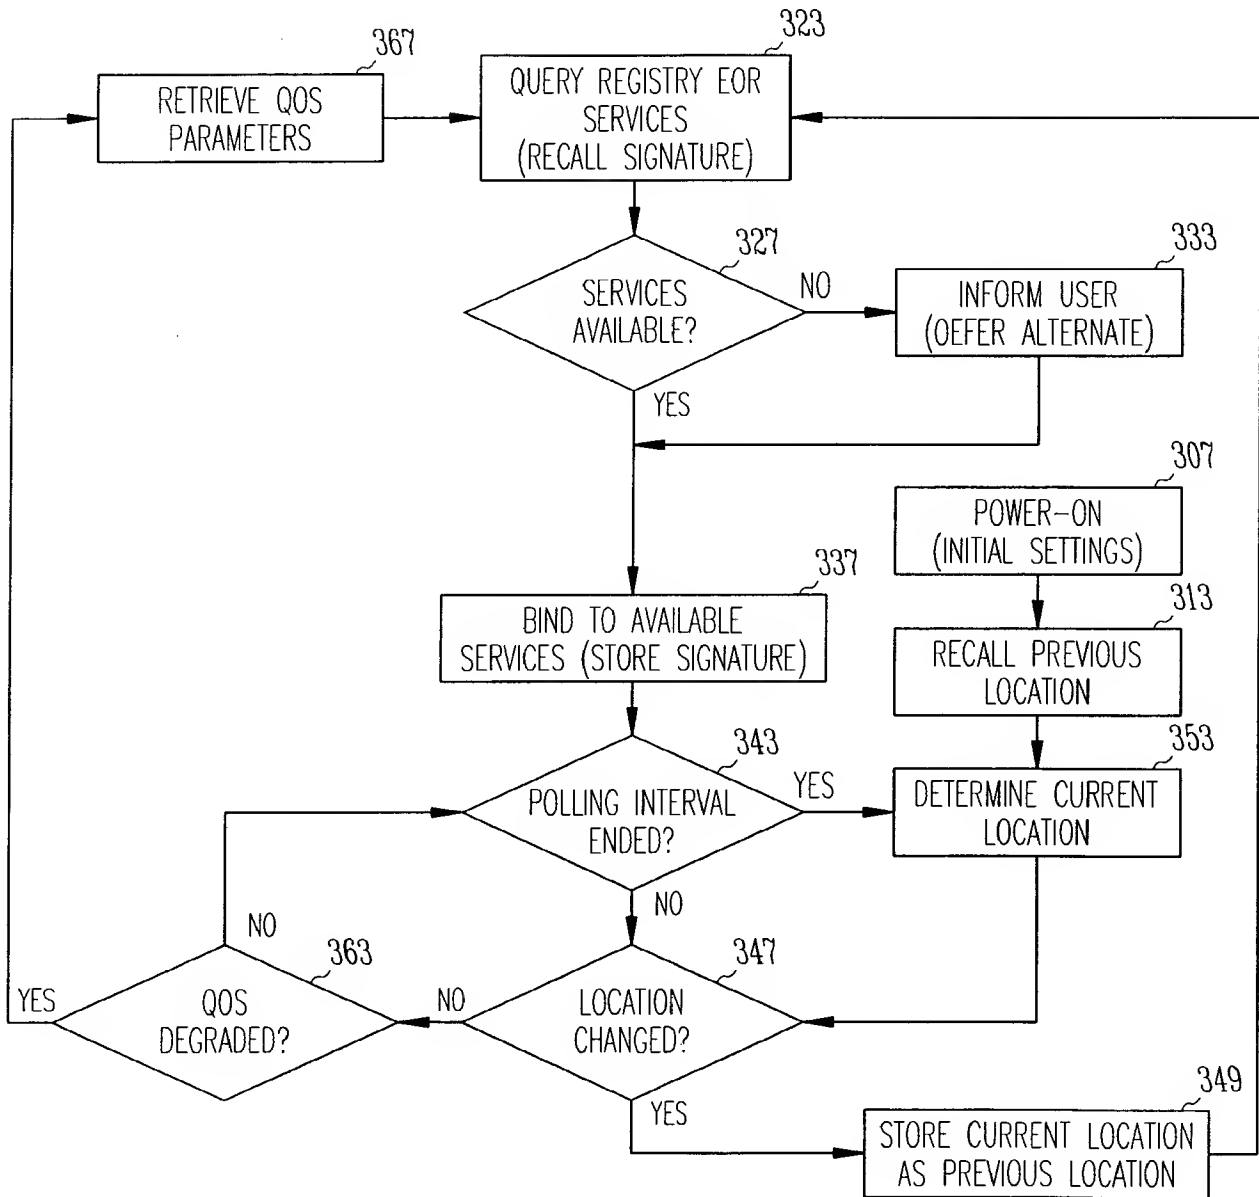 367
RETRIEVE QOS
PARAMETERS
323
QUERY REGISTRY EOR
SERVICES
(RECALL SIGNATURE)
327
SERVICES
AVAILABLE?
NO
YES
333
INFORM USER
(OEFER ALTERNATE)
307
POWER-ON
(INITIAL SETTINGS)
313
RECALL PREVIOUS
LOCATION
337
BIND TO AVAILABLE
SERVICES (STORE SIGNATURE)
343
POLLING INTERVAL
ENDED?
YES
NO
353
DETERMINE CURRENT
LOCATION
347
LOCATION
CHANGED?
NO
YES
363
QOS
DEGRADED?
NO
YES
349
STORE CURRENT LOCATION
AS PREVIOUS LOCATION